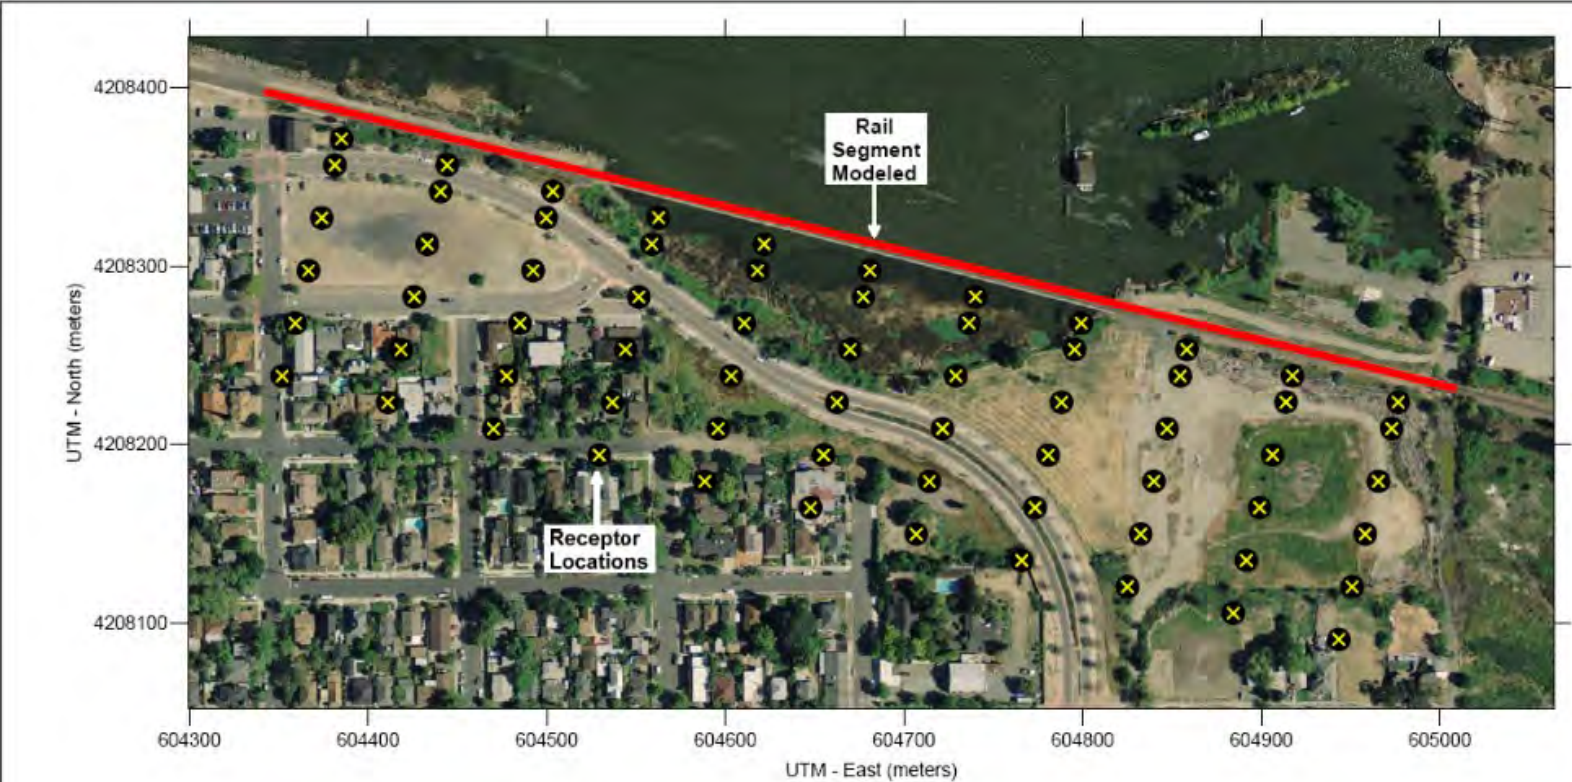 4208400
4208300
4208200
4208100
UTM - North (meters)
Rail
Segment
Modeled
Receptor
Locations
604300
604400
604500
604600
604700
604800
604900
605000
UTM - East (meters)